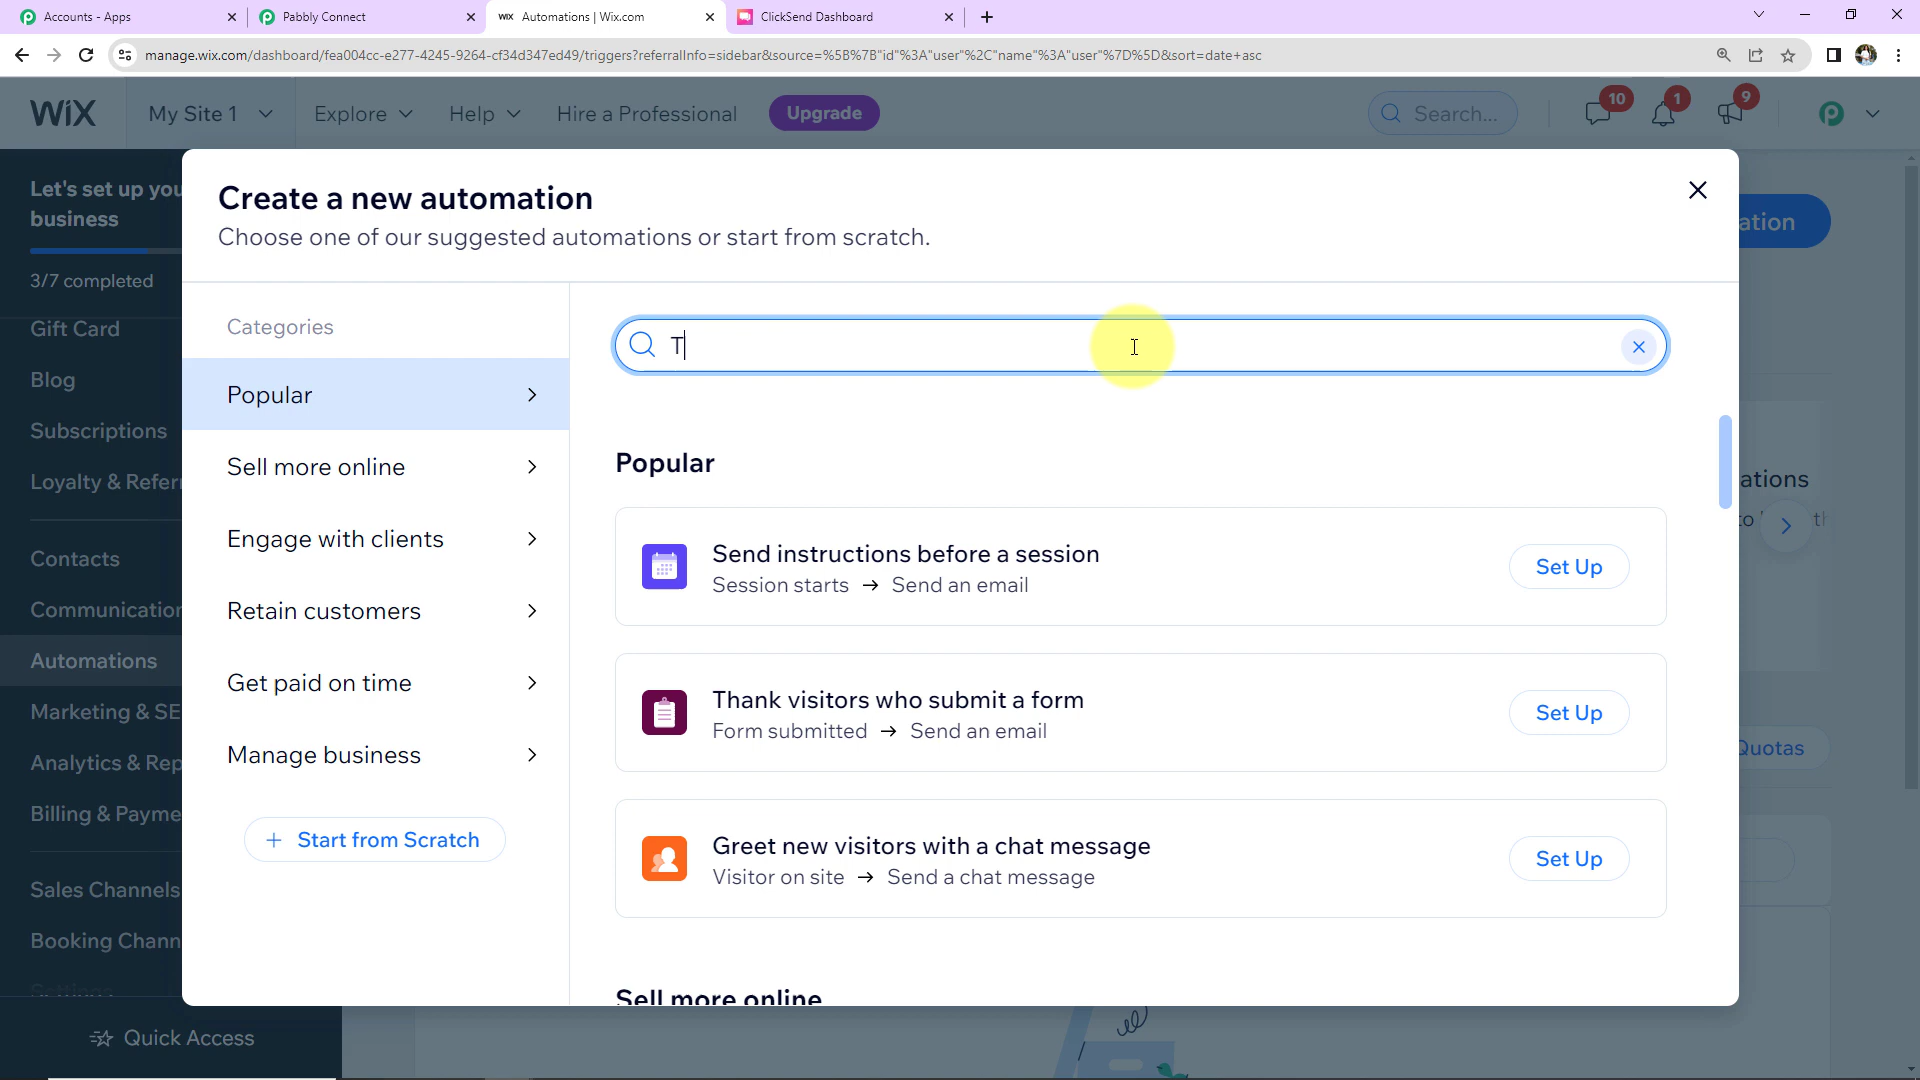 Accounts - Apps
Pabbly Connect
WIX Automations | Wix.com
ClickSend Dashboard
manage.wix.com/dashboard/fea004cc-e277-4245-9264-cf34d347ed49/triggers?referralInfo=sidebar&source=%5B%7B"id"%3A"user"%2C"name"%3A"user"%7D%5D&sort=date+asc
WIX
My Site 1
Explore
Help
Hire a Professional
Upgrade
Search...
10
1
9
Let's set up you
business
3/7 completed
Gift Card
Blog
Subscriptions
Loyalty & Referr
Contacts
Communication
Automations
Marketing & SE
Analytics & Rep
Billing & Payme
Sales Channels
Booking Chann
Settings
Quick Access
Create a new automation
Choose one of our suggested automations or start from scratch.
Categories
Popular
Sell more online
Engage with clients
Retain customers
Get paid on time
Manage business
+ Start from Scratch
T
Popular
Send instructions before a session
Session starts → Send an email
Set Up
Thank visitors who submit a form
Form submitted → Send an email
Set Up
Greet new visitors with a chat message
Visitor on site → Send a chat message
Set Up
Sell more online
ation
ations
to
th
Quotas